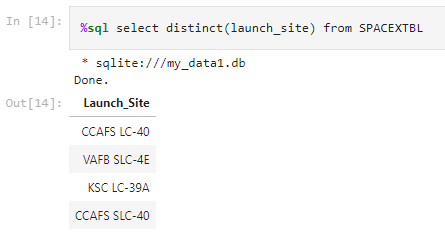 In [14]: %sql select distinct(launch_site) from SPACEXTBL
* sqlite:///my_data1.db
Done.
Out[14]: Launch_Site
CCAFS LC-40
VAFB SLC-4E
KSC LC-39A
CCAFS SLC-40